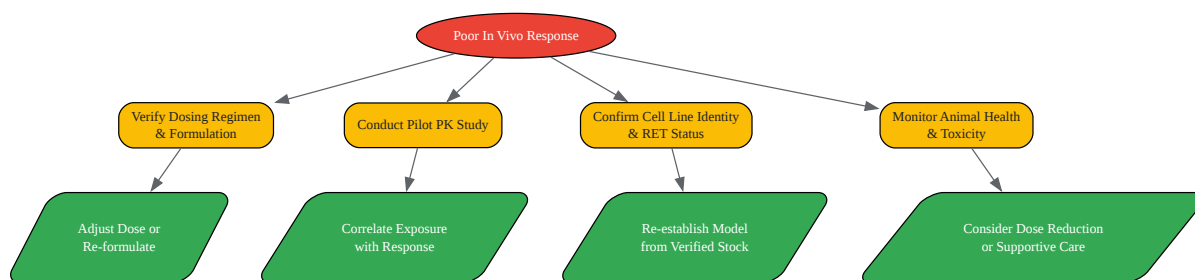 Poor In Vivo Response
Verify Dosing Regimen
& Formulation
Conduct Pilot PK Study
Confirm Cell Line Identity
& RET Status
Monitor Animal Health
& Toxicity
Adjust Dose or
Re-formulate
Correlate Exposure
with Response
Re-establish Model
from Verified Stock
Consider Dose Reduction
or Supportive Care